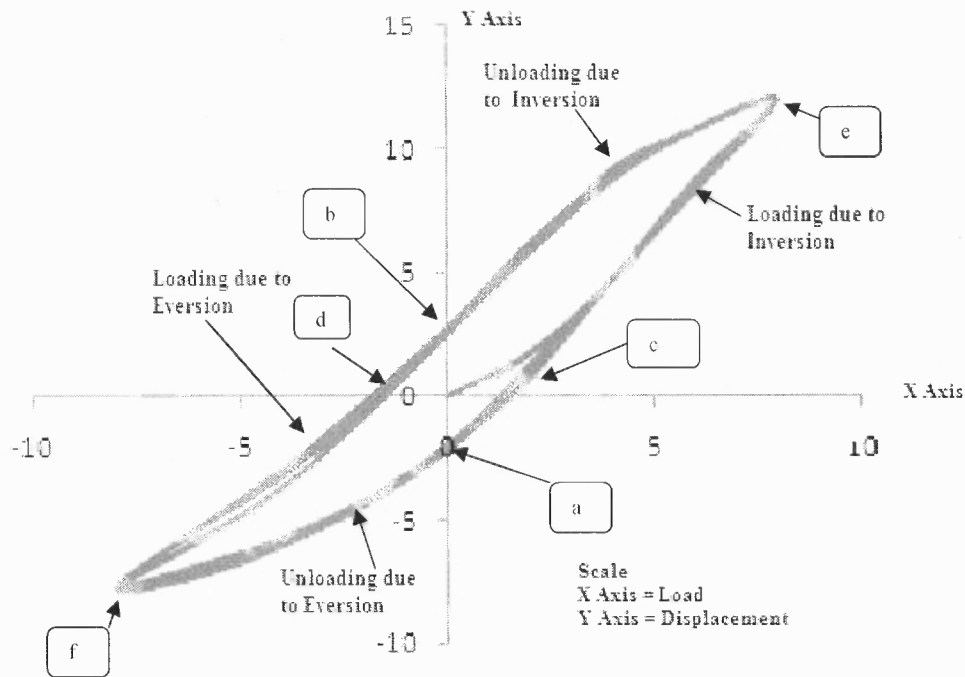 15
Y Axis
Unloading due
to Inversion
e
10
b
Loading due to
Inversion
Loading due to
Eversion
5
d
c
0
X Axis
-10
-5
0
5
10
a
-5
Unloading due
to Eversion
Scale
X Axis = Load
Y Axis = Displacement
f
-10